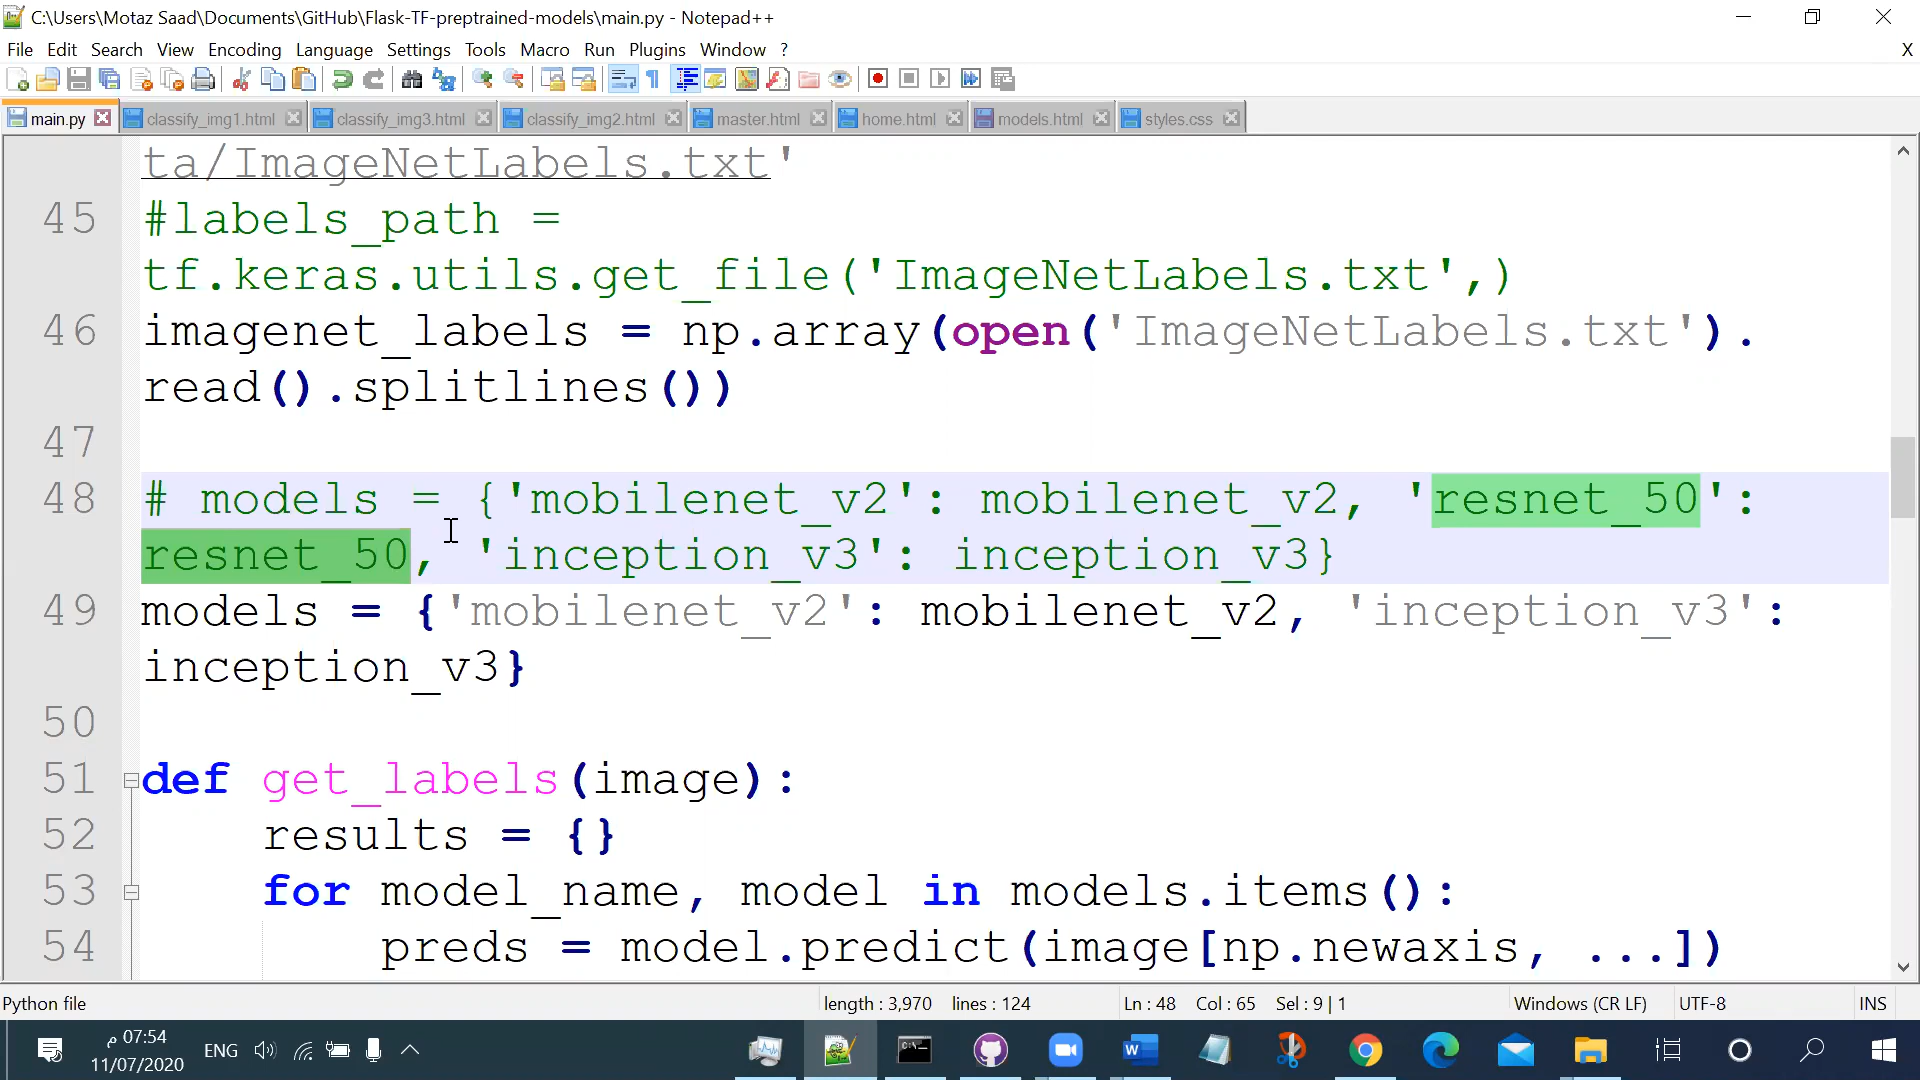 C:\Users\Motaz Saad\Documents\GitHub\Flask-TF-preptrained-models\main.py - Notepad++
File Edit Search View Encoding Language Settings Tools Macro Run Plugins Window ? X
main.py classify_img1.html classify_img3.html classify_img2.html master.html home.html models.html styles.css
ta/ImageNetLabels.txt'
45 #labels_path =
tf.keras.utils.get_file('ImageNetLabels.txt',)
46 imagenet_labels = np.array(open('ImageNetLabels.txt').
read().splitlines())
47
48 # models = {'mobilenet_v2': mobilenet_v2, 'resnet_50':
resnet_50, 'inception_v3': inception_v3}
49 models = {'mobilenet_v2': mobilenet_v2, 'inception_v3':
inception_v3}
50
51 def get_labels(image):
52 results = {}
53 for model_name, model in models.items():
54 preds = model.predict(image[np.newaxis, ...])
Python file length : 3,970 lines : 124 Ln : 48 Col : 65 Sel : 9 | 1 Windows (CR LF) UTF-8 INS
07:54 م
ENG
11/07/2020